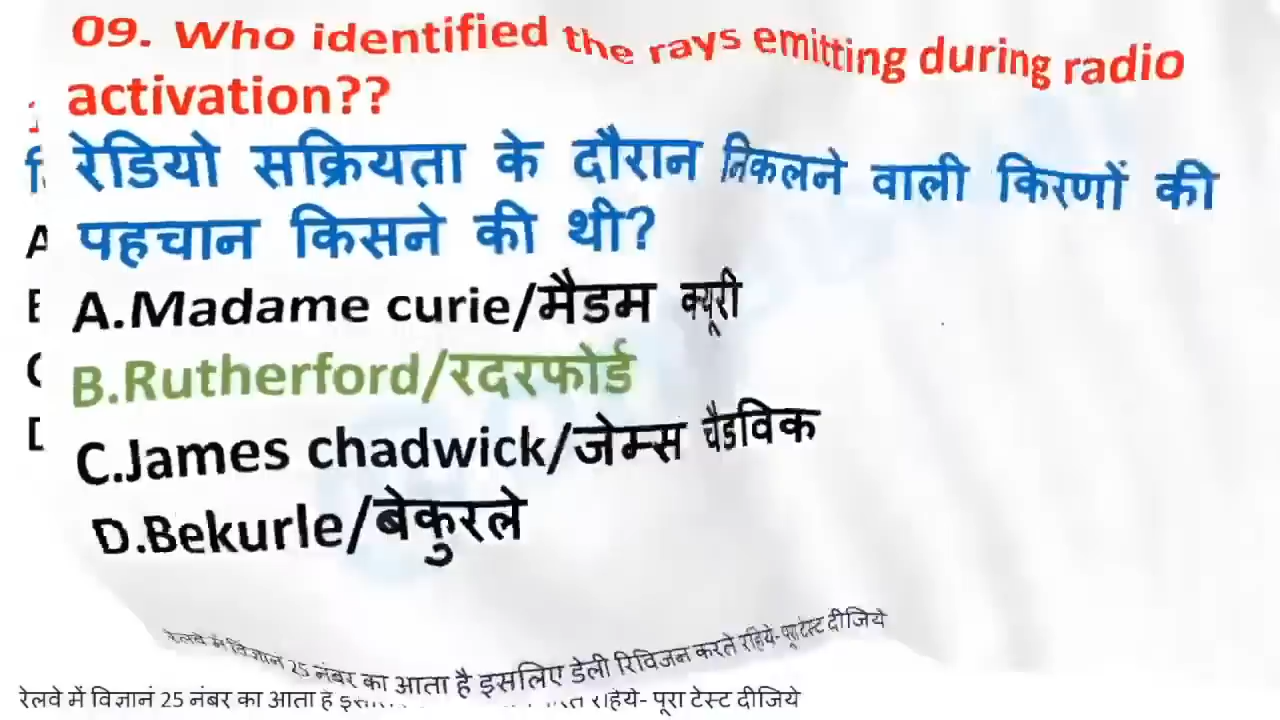 09. Who identified the rays emitting during radio
activation??
रेडियो सक्रियता के दौरान निकलने वाली किरणों की
पहचान किसने की थी?
A.Madame curie/मैडम क्यूरी
B.Rutherford/रदरफोर्ड
C.James chadwick/जेम्स चैडविक
D.Bekurle/बेकुरले
रेलवे में विज्ञान 25 नंबर का आता है इसलिए डेली रिविजन करते रहिये- पूरा टेस्ट दीजिये
रेलवे में विज्ञानं 25 नंबर का आता है रहिये- पूरा टेस्ट दीजिये